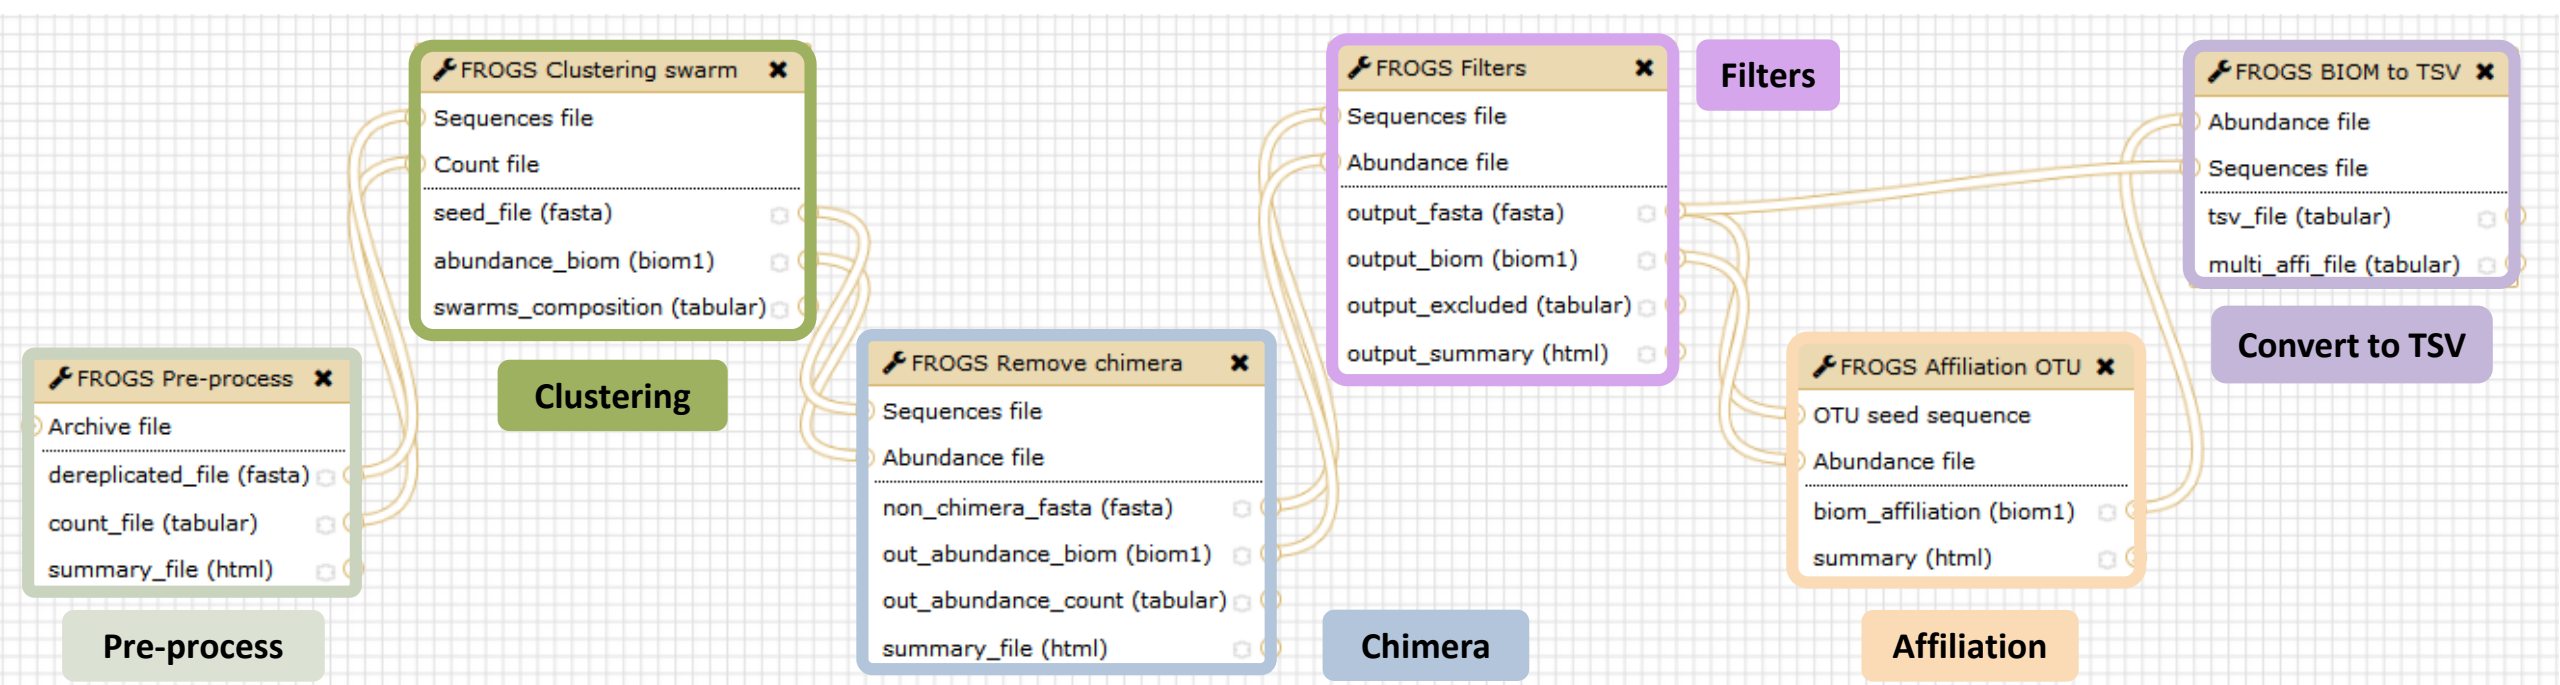 FROGS Pre-process
Archive file
dereplicated_file (fasta)
count_file (tabular)
summary_file (html)
Pre-process
FROGS Clustering swarm
Sequences file
Count file
seed_file (fasta)
abundance_biom (biom1)
swarms_composition (tabular)
Clustering
FROGS Remove chimera
Sequences file
Abundance file
non_chimera_fasta (fasta)
out_abundance_biom (biom1)
out_abundance_count (tabular)
summary_file (html)
Chimera
FROGS Filters
Sequences file
Abundance file
output_fasta (fasta)
output_biom (biom1)
output_excluded (tabular)
output_summary (html)
Filters
FROGS Affiliation OTU
OTU seed sequence
Abundance file
biom_affiliation (biom1)
summary (html)
Affiliation
FROGS BIOM to TSV
Abundance file
Sequences file
tsv_file (tabular)
multi_affi_file (tabular)
Convert to TSV